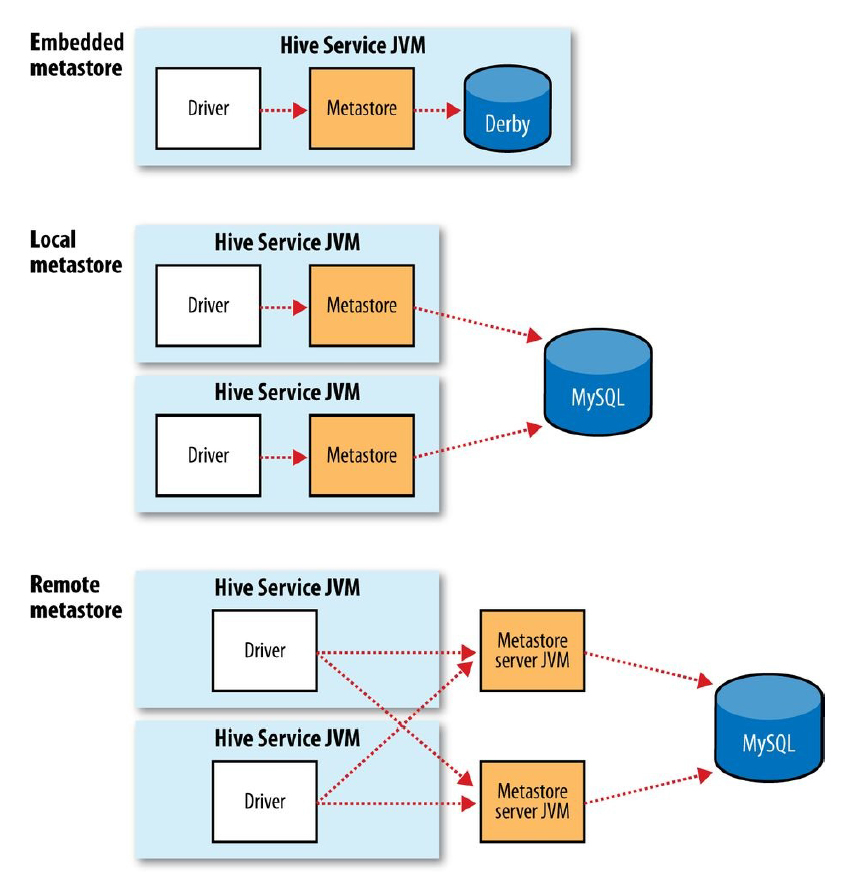 Embedded
metastore
Hive Service JVM
Driver
Metastore
Derby
Local
metastore
Hive Service JVM
Driver
Metastore
Hive Service JVM
Driver
Metastore
MySQL
Remote
metastore
Hive Service JVM
Driver
Metastore
server JVM
Hive Service JVM
Driver
Metastore
server JVM
MySQL